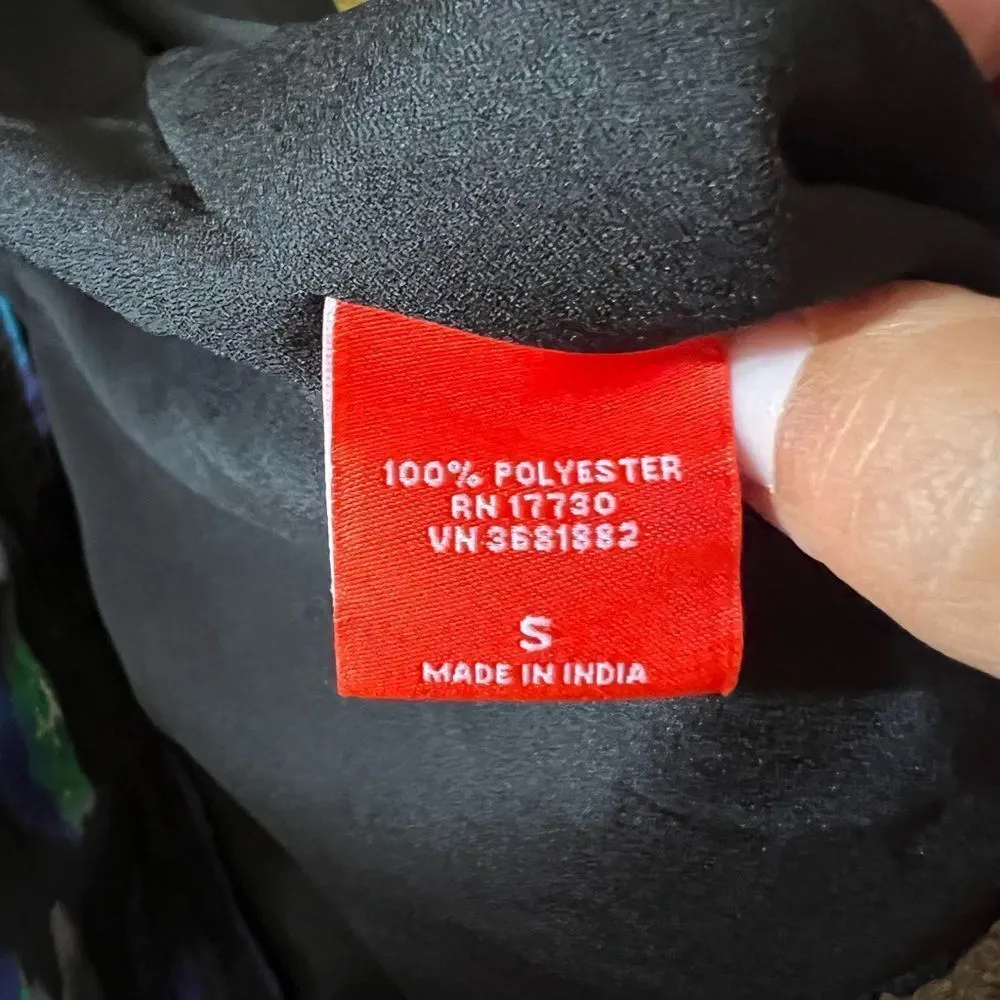 100% POLYESTER
RN 17730
VN 3681882
S
MADE IN INDIA